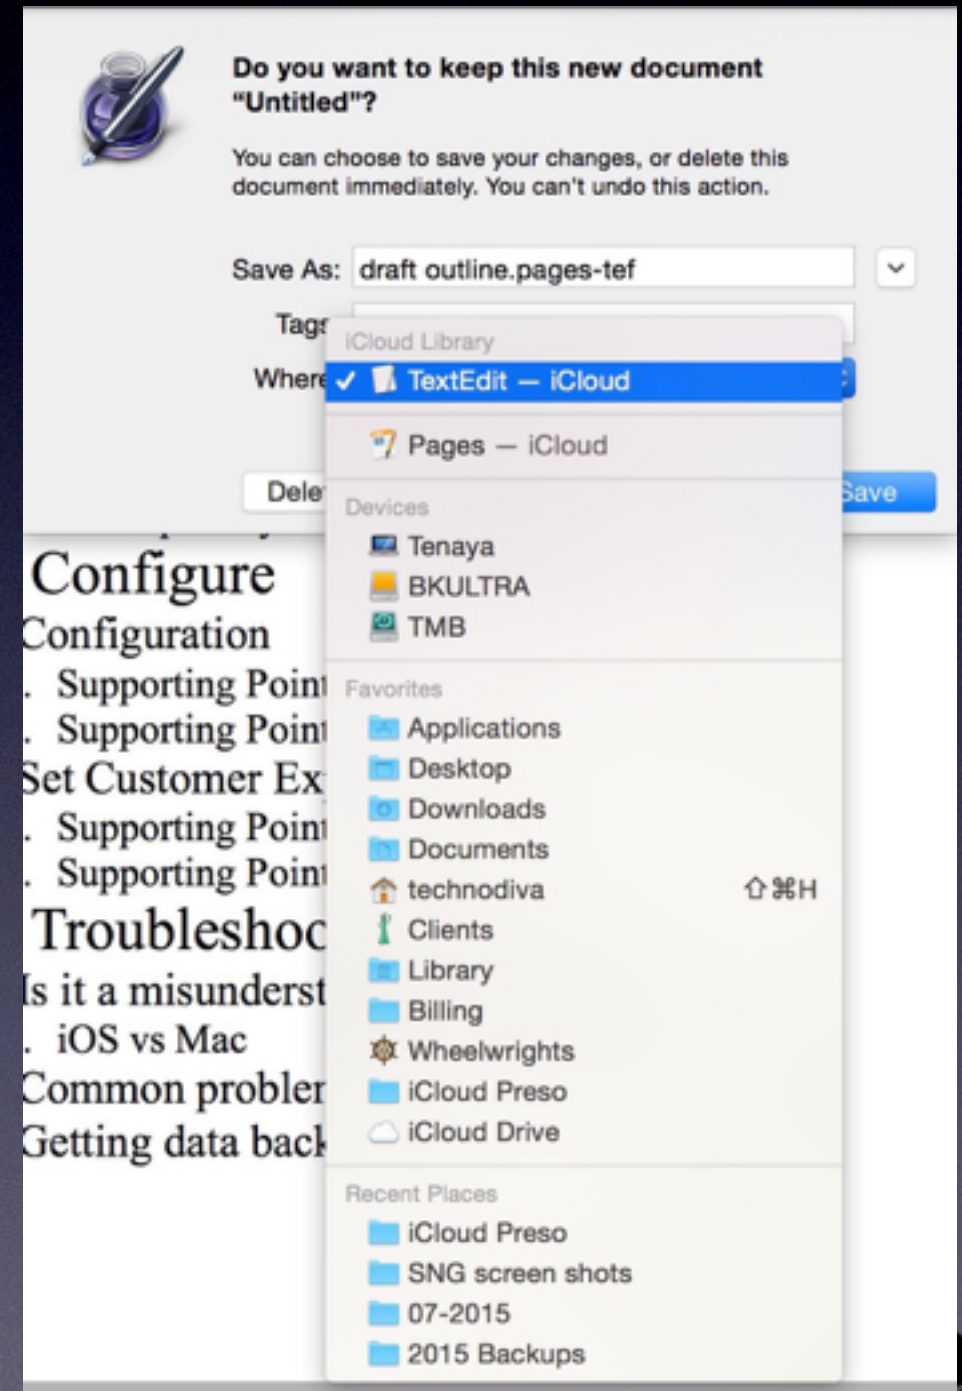 Do you want to keep this new document
“Untitled”?
You can choose to save your changes, or delete this
document immediately. You can't undo this action.
Save As: draft outline.pages-tef
Tags
iCloud Library
Where ✓ TextEdit — iCloud
Pages — iCloud
Dele
Save
Devices
Tenaya
BKULTRA
TMB
Configure
Configuration
. Supporting Point
. Supporting Point
Set Customer Ex
. Supporting Point
. Supporting Point
Troubleshoo
Is it a misunderst
. iOS vs Mac
Common problem
Getting data back
Favorites
Applications
Desktop
Downloads
Documents
technodiva ⇧⌘H
Clients
Library
Billing
Wheelwrights
iCloud Preso
iCloud Drive
Recent Places
iCloud Preso
SNG screen shots
07-2015
2015 Backups